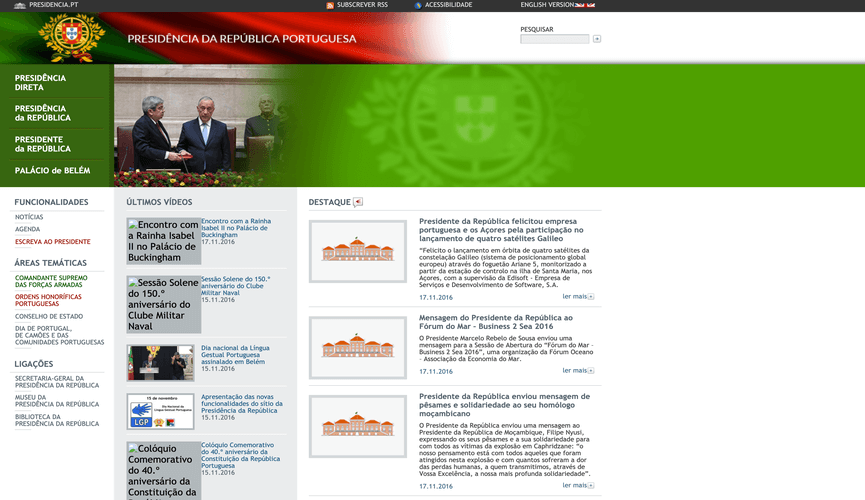 PRESIDENCIA.PT
SUBSCREVER RSS
ACESSIBILIDADE
ENGLISH VERSION
PRESIDÊNCIA DA REPÚBLICA PORTUGUESA
PESQUISAR
PRESIDÊNCIA
DIRETA
PRESIDÊNCIA
da REPÚBLICA
PRESIDENTE
da REPÚBLICA
PALÁCIO de BELÉM
FUNCIONALIDADES
NOTÍCIAS
AGENDA
ESCREVA AO PRESIDENTE
ÁREAS TEMÁTICAS
COMANDANTE SUPREMO
DAS FORÇAS ARMADAS
ORDENS HONORÍFICAS
PORTUGUESAS
CONSELHO DE ESTADO
DIA DE PORTUGAL,
DE CAMÕES E DAS
COMUNIDADES PORTUGUESAS
LIGAÇÕES
SECRETARIA-GERAL DA
PRESIDÊNCIA DA REPÚBLICA
MUSEU DA
PRESIDÊNCIA DA REPÚBLICA
BIBLIOTECA DA
PRESIDÊNCIA DA REPÚBLICA
ÚLTIMOS VÍDEOS
Encontro com
a Rainha Isabel
II no Palácio de
Buckingham
Encontro com a Rainha
Isabel II no Palácio de
Buckingham
17.11.2016
Sessão Solene
do 150.º
aniversário do
Clube Militar
Naval
Sessão Solene do 150.º
aniversário do Clube
Militar Naval
15.11.2016
Dia nacional da Língua
Gestual Portuguesa
assinalado em Belém
15.11.2016
15 de novembro
Dia Nacional da
Língua Gestual Portuguesa
LGP
Apresentação das novas
funcionalidades do sítio da
Presidência da República
15.11.2016
Colóquio
Comemorativo
do 40.º
aniversário da
Constituição da
Colóquio Comemorativo
do 40.º aniversário da
Constituição da República
Portuguesa
15.11.2016
DESTAQUE
Presidente da República felicitou empresa
portuguesa e os Açores pela participação no
lançamento de quatro satélites Galileo
“Felicito o lançamento em órbita de quatro satélites da
constelação Galileo (sistema de posicionamento global
europeu) através do foguetão Ariane 5, monitorizado a
partir da estação de controlo na ilha de Santa Maria, nos
Açores, com a supervisão da Edisoft - Empresa de
Serviços e Desenvolvimento de Software, S.A.
17.11.2016
ler mais
Mensagem do Presidente da República ao
Fórum do Mar – Business 2 Sea 2016
O Presidente Marcelo Rebelo de Sousa enviou uma
mensagem para a Sessão de Abertura do “Fórum do Mar –
Business 2 Sea 2016”, uma organização da Fórum Oceano
– Associação da Economia do Mar.
17.11.2016
ler mais
Presidente da República enviou mensagem de
pêsames e solidariedade ao seu homólogo
moçambicano
O Presidente da República enviou uma mensagem ao
Presidente da República de Moçambique, Filipe Nyusi,
expressando os seus pêsames e a sua solidariedade para
com todos as vítimas da explosão em Caphridzane: “o
nosso pensamento está com todos aqueles que foram
atingidos nesta explosão e com quantos sofreram a dor
das perdas humanas, a quem transmitimos, através de
Vossa Excelência, a nossa mais profunda solidariedade”.
17.11.2016
ler mais